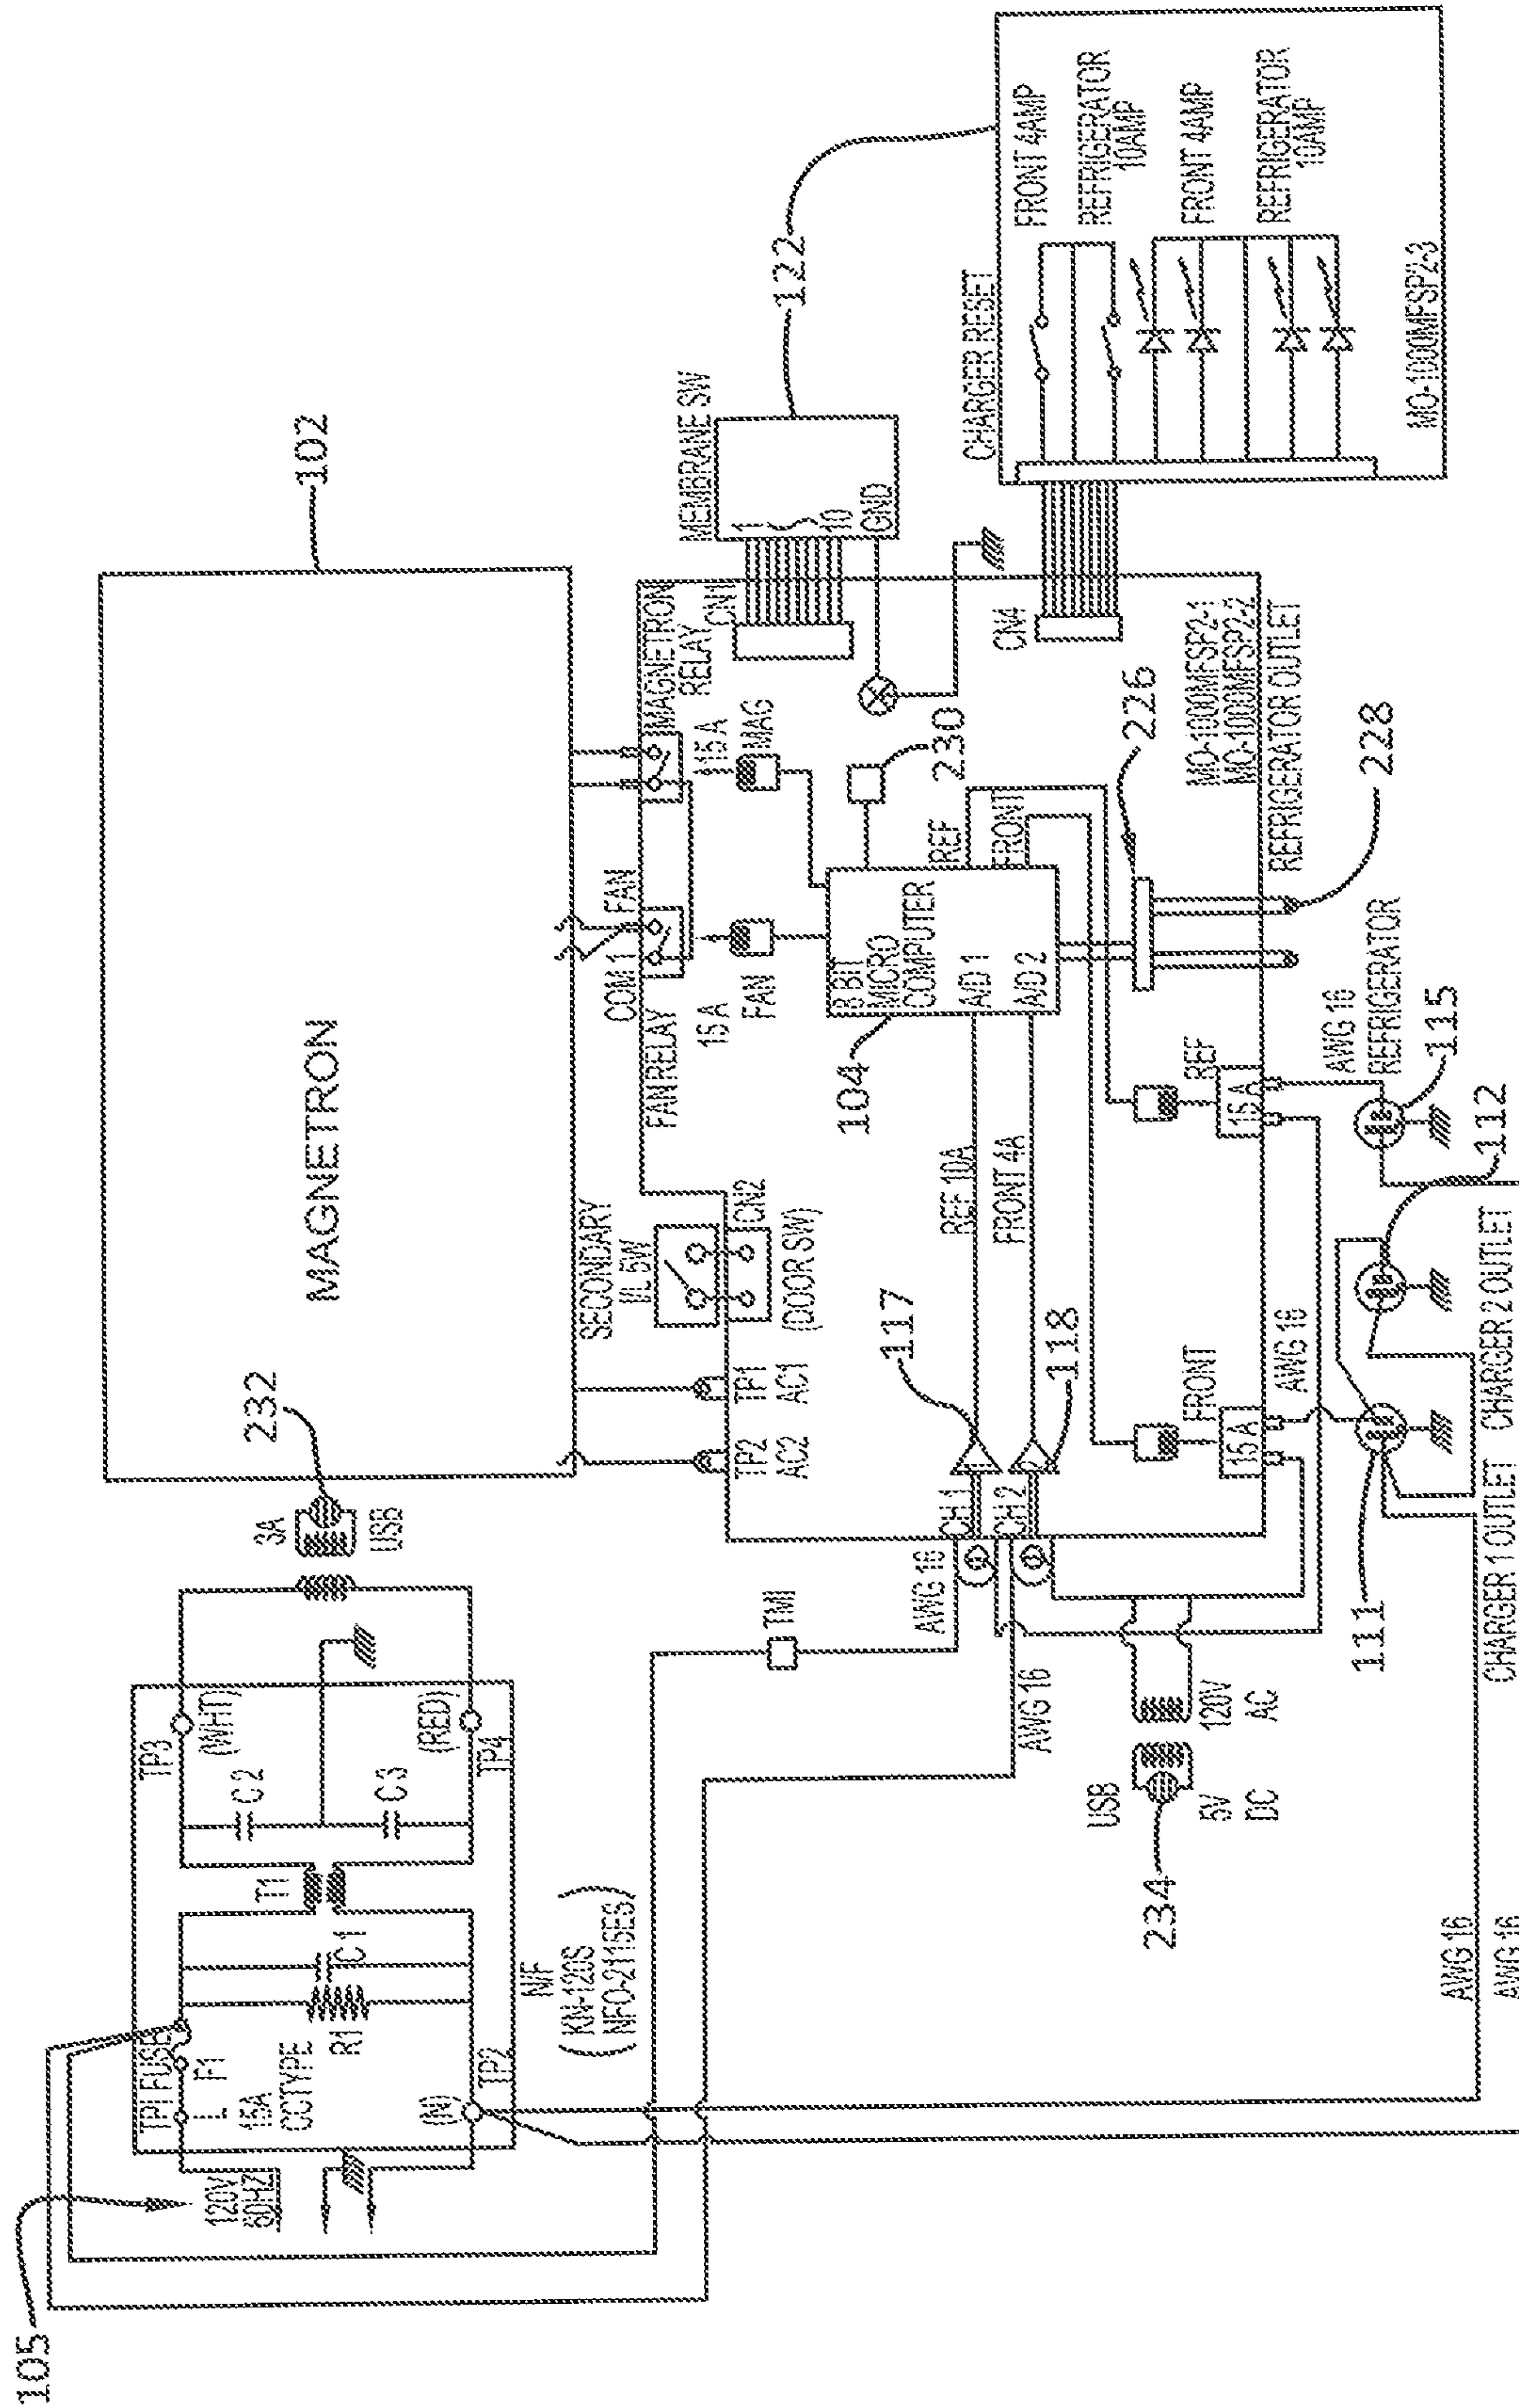 105
120V
60HZ
TP1 FUSE
L
F1
15A
CCTYPE
R1
C1
T1
C2
C3
TP3
(WHT)
(RED)
TP4
TP2
(N)
N/F
(KM-120S
NFO-2115ES)
3A
USB
232
MAGNETRON
102
TP2
AC2
TP1
AC1
SECONDARY
CN2
(DOOR SW)
COM 1
FAN
FAN RELAY
15 A
FAN
MAGNETRON
RELAY
15 A
MAG
CN1
MEMBRANE SW
1
10
GND
122
CHARGER RESET
FRONT 4AMP
REFRIGERATOR
10AMP
FRONT 4AMP
REFRIGERATOR
10AMP
MO-1000MFSP2-3
CN4
TMI
AWG 16
CH 1
CH 2
117
118
REF 10A
FRONT 4A
104
8 BIT
MICRO
COMPUTER
A/D 1
A/D 2
REF
FRONT
230
226
MO-1000MFSP2-1
MO-1000MFSP2-2
REFRIGERATOR OUTLET
228
AWG 16
USB
5V
DC
120V
AC
234
FRONT
15 A
AWG 16
REF
15 A
AWG 16
REFRIGERATOR
115
112
111
CHARGER 1 OUTLET
CHARGER 2 OUTLET
AWG 16
AWG 16